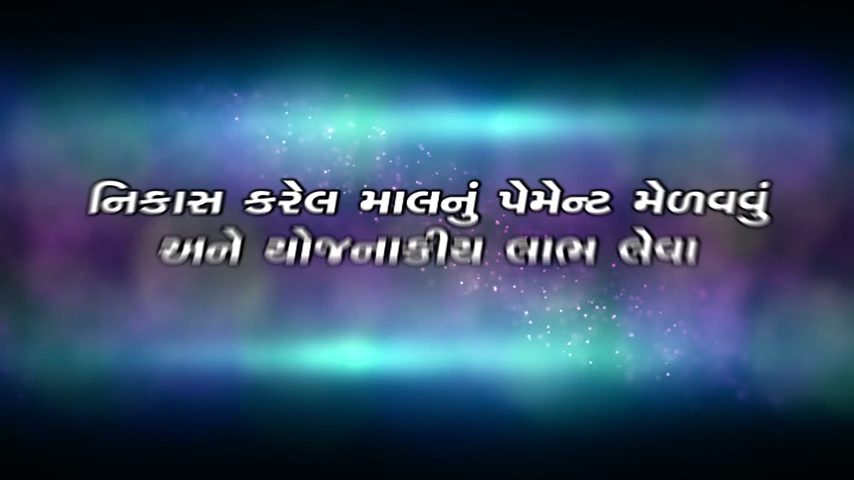 નિકાસ કરેલ માલનું પેમેન્ટ મેળવવું
અને યોજનાકીય લાભ લેવા